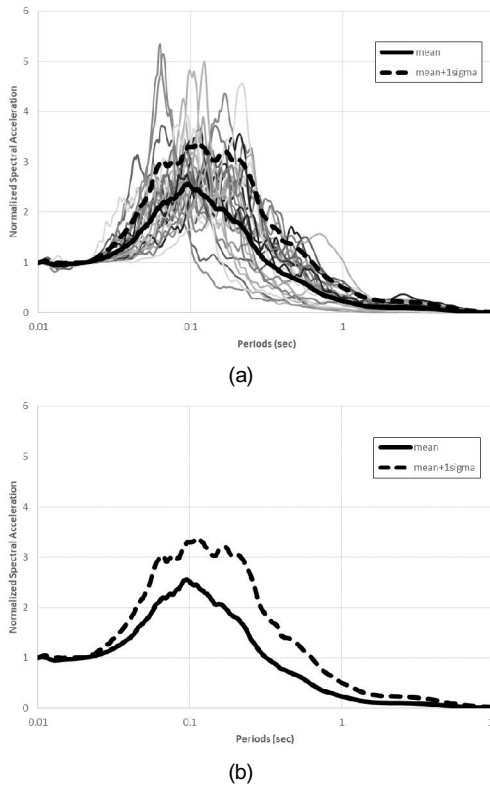 6
5
4
3
2
1
0
Normalized Spectral Acceleration
mean
mean+1sigma
0.01
0.1
1
Periods (sec)
(a)
6
5
4
3
2
1
0
Normalized Spectral Acceleration
mean
mean+1sigma
0.01
0.1
1
Periods (sec)
(b)